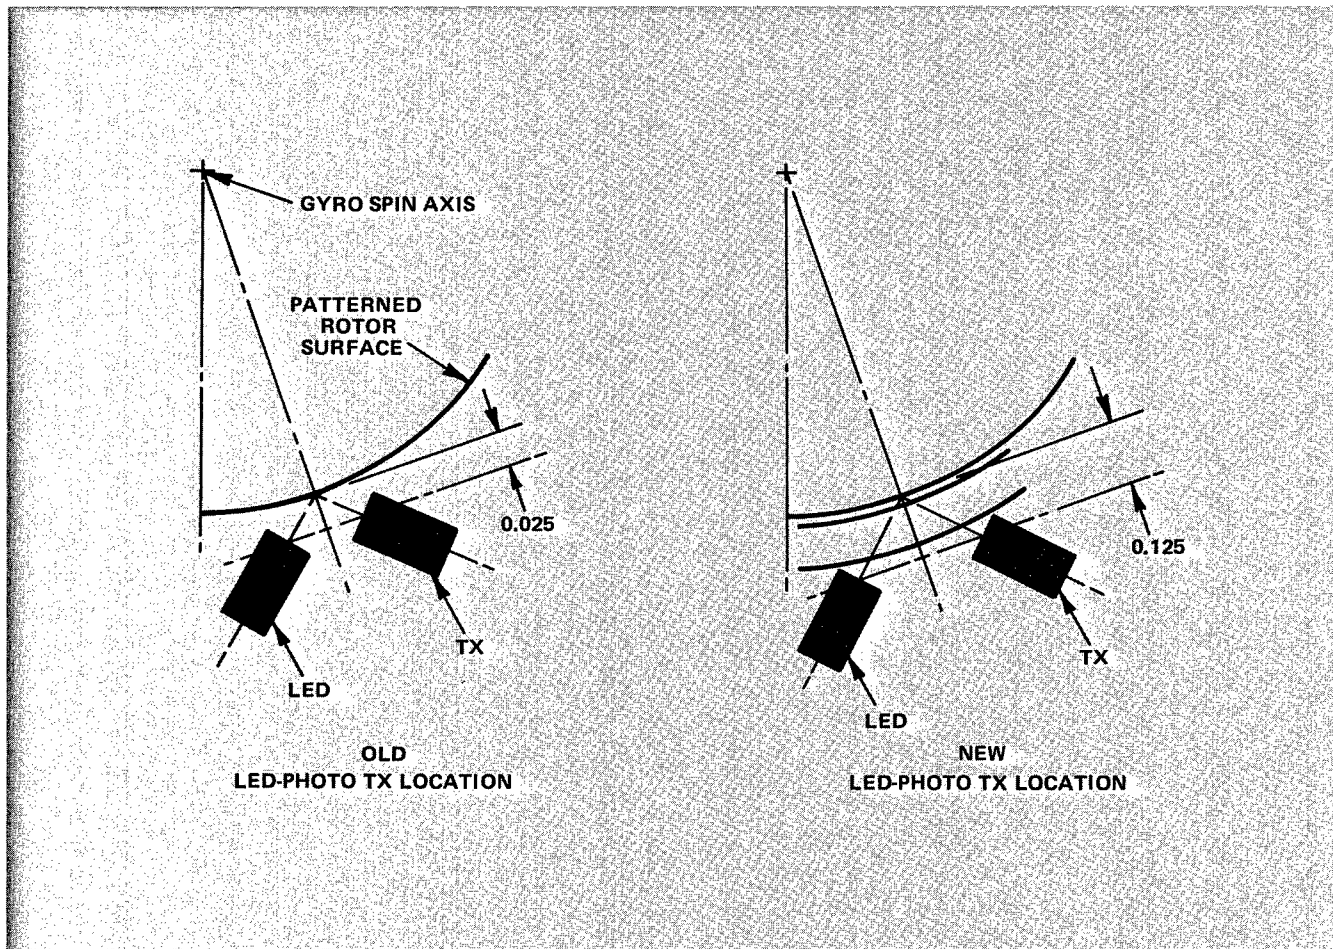 GYRO SPIN AXIS
PATTERNED
ROTOR
SURFACE
0.025
TX
LED
OLD
LED-PHOTO TX LOCATION
0.125
TX
LED
NEW
LED-PHOTO TX LOCATION